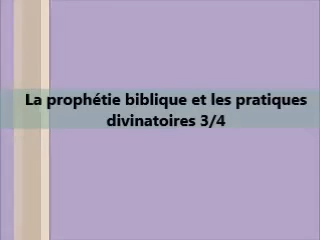 La prophétie biblique et les pratiques
divinatoires 3/4